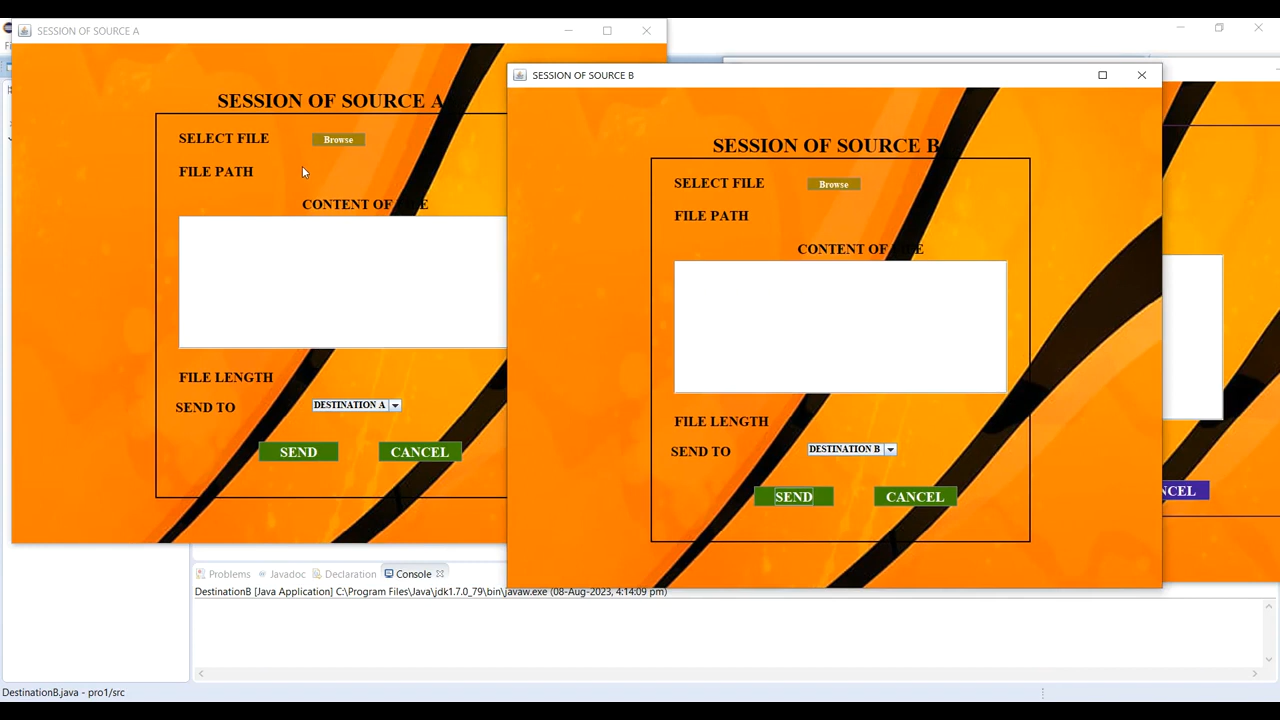 SESSION OF SOURCE A
SESSION OF SOURCE A
SELECT FILE Browse
FILE PATH
CONTENT OF
FILE LENGTH
SEND TO DESTINATION A
SEND CANCEL
SESSION OF SOURCE B
SESSION OF SOURCE B
SELECT FILE Browse
FILE PATH
CONTENT OF
FILE LENGTH
SEND TO DESTINATION B
SEND CANCEL
NCEL
Problems Javadoc Declaration Console
DestinationB [Java Application] C:\Program Files\Java\jdk1.7.0_79\bin\javaw.exe (08-Aug-2023, 4:14:09 pm)
DestinationB.java - pro1/src